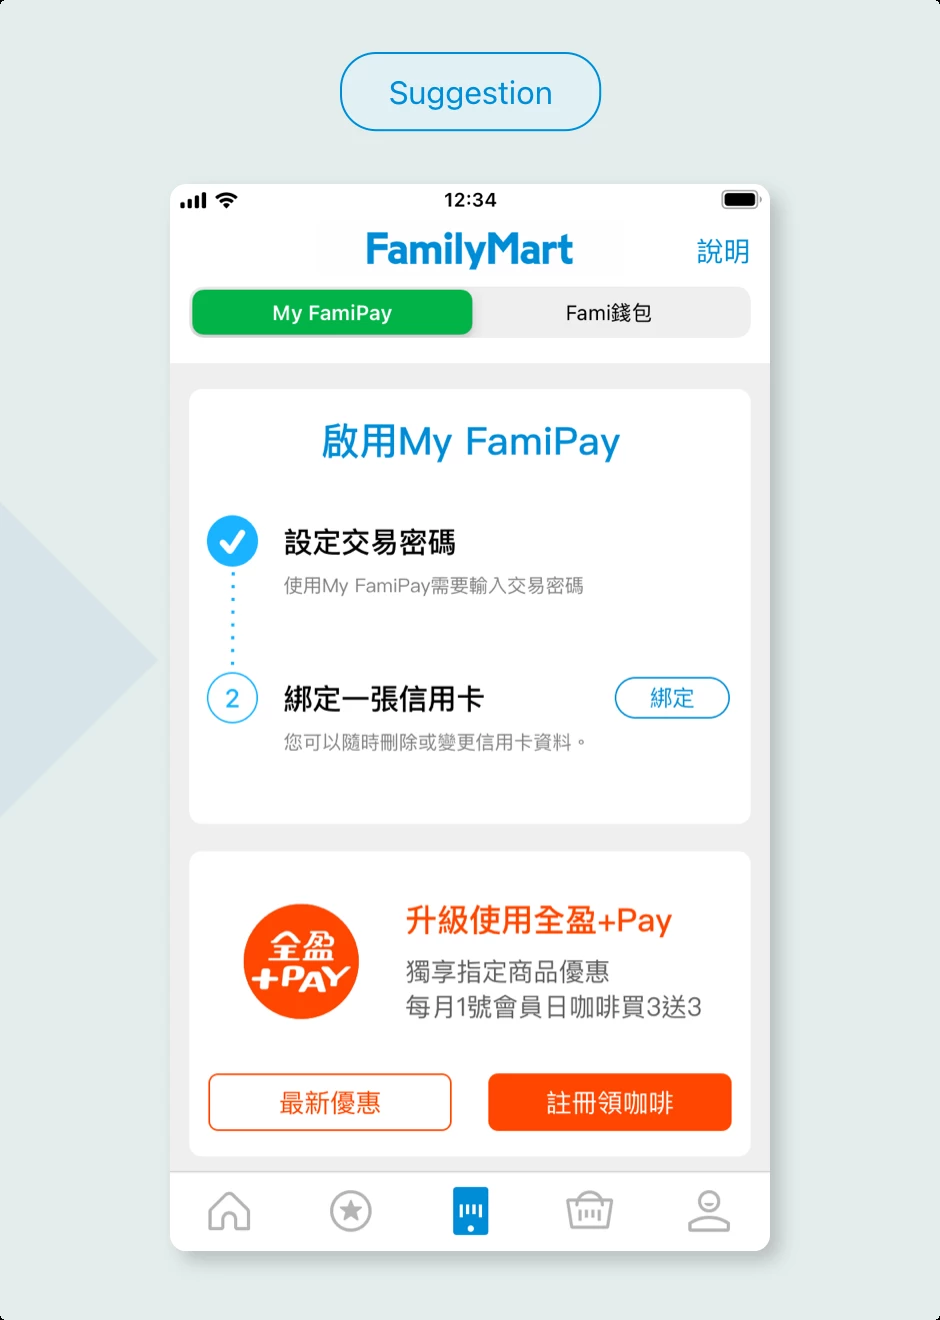 Suggestion
12:34
FamilyMart
說明
My FamiPay
Fami錢包
啟用My FamiPay
設定交易密碼
使用My FamiPay需要輸入交易密碼
2
綁定一張信用卡
綁定
您可以隨時刪除或變更信用卡資料。
全盈
+PAY
升級使用全盈+Pay
獨享指定商品優惠
每月1號會員日咖啡買3送3
最新優惠
註冊領咖啡